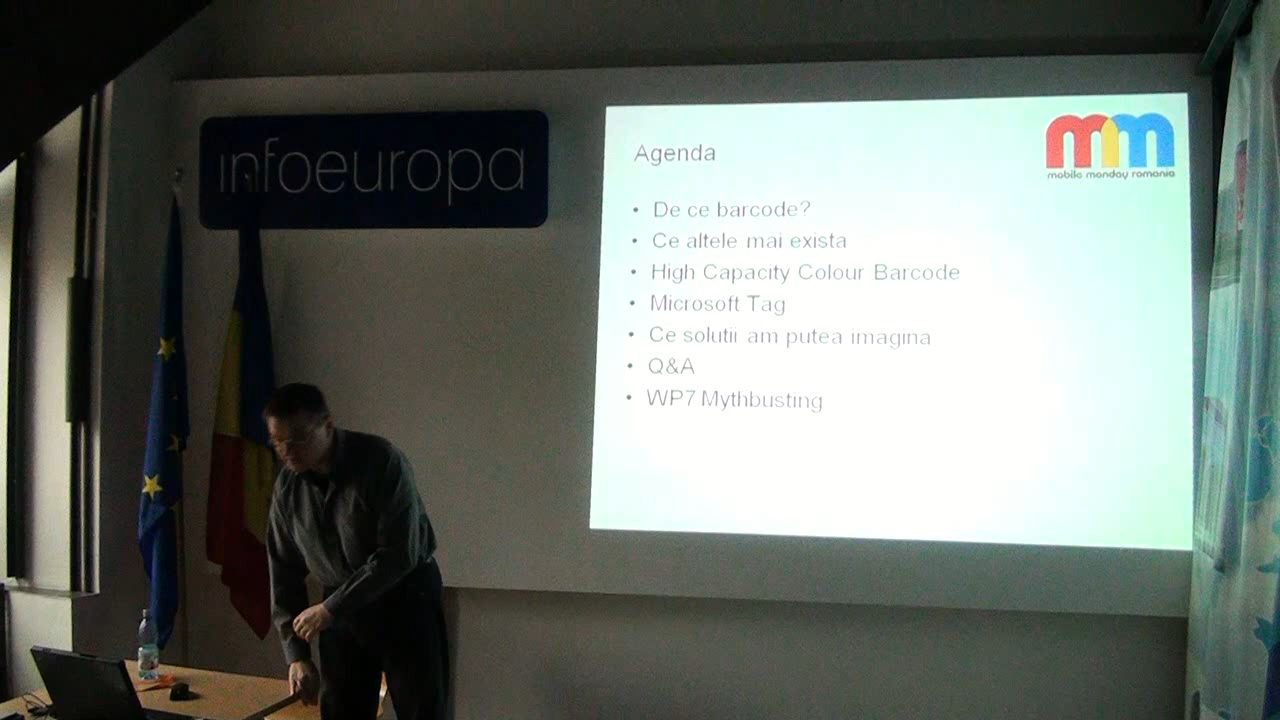 infoeuropa
Agenda
mobile monday romania
• De ce barcode?
• Ce altele mai exista
• High Capacity Colour Barcode
• Microsoft Tag
• Ce solutii am putea imagina
• Q&A
• WP7 Mythbusting